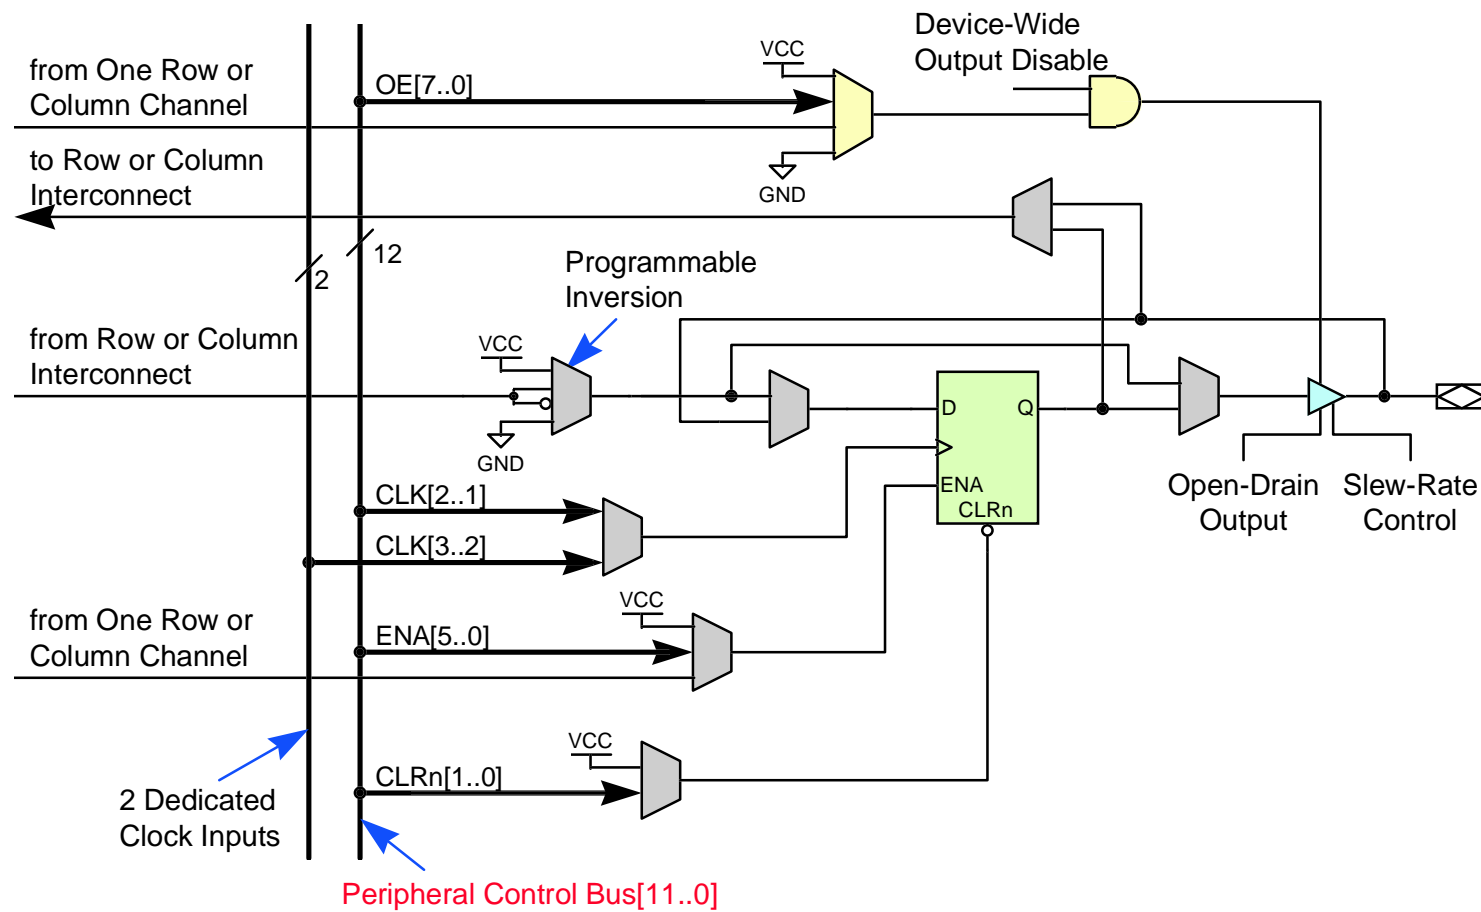 Device-Wide
Output Disable
VCC
from One Row or
Column Channel
OE[7..0]
to Row or Column
Interconnect
GND
12
2
Programmable
Inversion
from Row or Column
Interconnect
VCC
GND
D
Q
ENA
CLRn
Open-Drain
Output
Slew-Rate
Control
CLK[2..1]
CLK[3..2]
from One Row or
Column Channel
VCC
ENA[5..0]
VCC
CLRn[1..0]
2 Dedicated
Clock Inputs
Peripheral Control Bus[11..0]